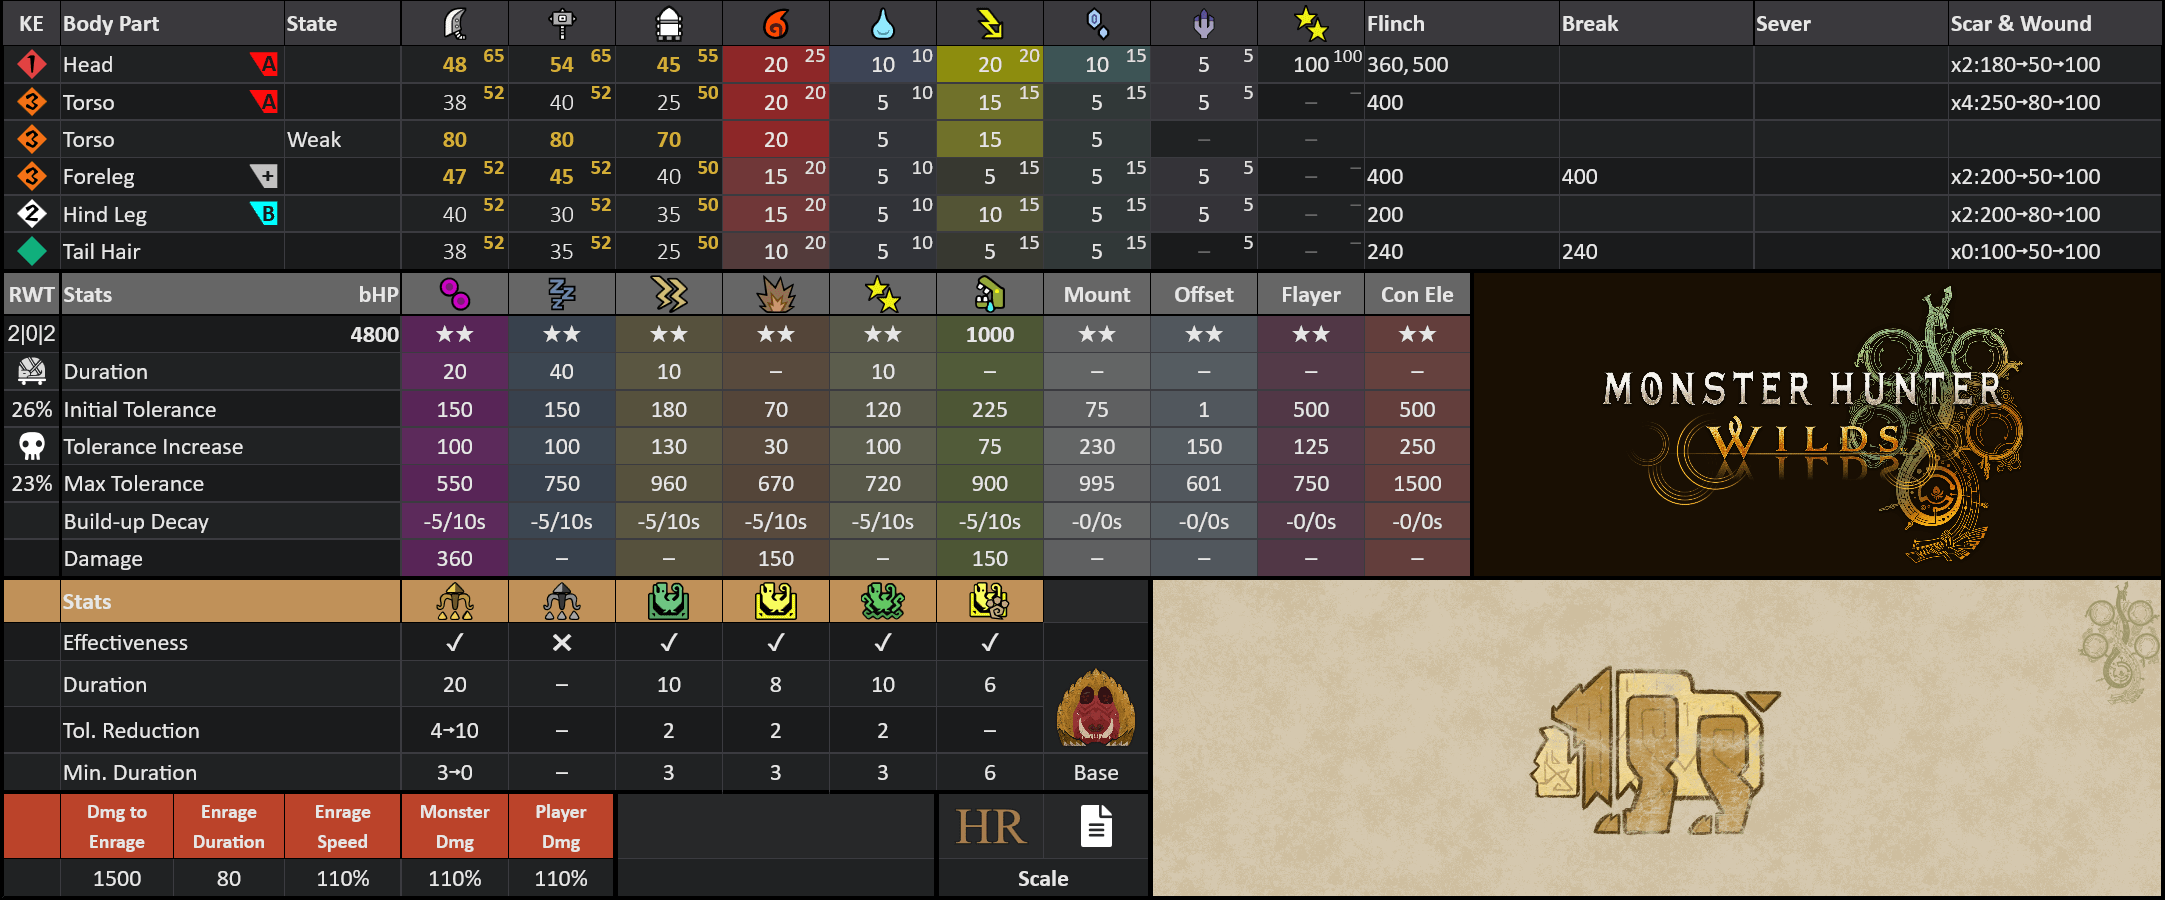 KE Body Part State Flinch Break Sever Scar & Wound
1 Head A 48 65 54 65 45 55 20 25 10 10 20 20 10 15 5 5 100 100 360, 500 x2:180→50→100
3 Torso A 38 52 40 52 25 50 20 20 5 10 15 15 5 15 5 5 – – 400 x4:250→80→100
3 Torso Weak 80 80 70 20 5 15 5 – –
3 Foreleg + 47 52 45 52 40 50 15 20 5 10 5 15 5 15 5 5 – – 400 400 x2:200→50→100
2 Hind Leg B 40 52 30 52 35 50 15 20 5 10 10 15 5 15 5 5 – – 200 x2:200→80→100
Tail Hair 38 52 35 52 25 50 10 20 5 10 5 15 5 15 – 5 – – 240 240 x0:100→50→100
RWT Stats bHP Mount Offset Flayer Con Ele
2|0|2 4800 ★★ ★★ ★★ ★★ ★★ 1000 ★★ ★★ ★★ ★★
Duration 20 40 10 – 10 – – – – –
26% Initial Tolerance 150 150 180 70 120 225 75 1 500 500
Tolerance Increase 100 100 130 30 100 75 230 150 125 250
23% Max Tolerance 550 750 960 670 720 900 995 601 750 1500
Build-up Decay -5/10s -5/10s -5/10s -5/10s -5/10s -5/10s -0/0s -0/0s -0/0s -0/0s
Damage 360 – – 150 – 150 – – – –
MONSTER HUNTER
WILDS
Stats
Effectiveness ✓ ✕ ✓ ✓ ✓ ✓
Duration 20 – 10 8 10 6
Tol. Reduction 4→10 – 2 2 2 –
Min. Duration 3→0 – 3 3 3 6 Base
Dmg to Enrage Enrage Duration Enrage Speed Monster Dmg Player Dmg HR
1500 80 110% 110% 110% Scale